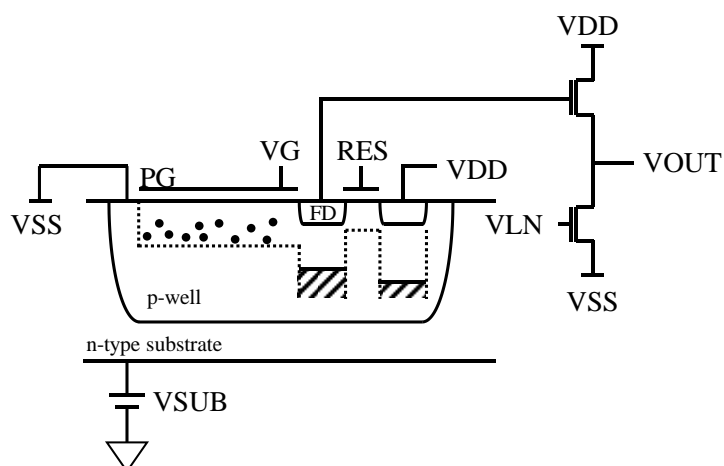 VDD
VG
RES
PG
VDD
VOUT
VSS
FD
VLN
p-well
VSS
n-type substrate
VSUB